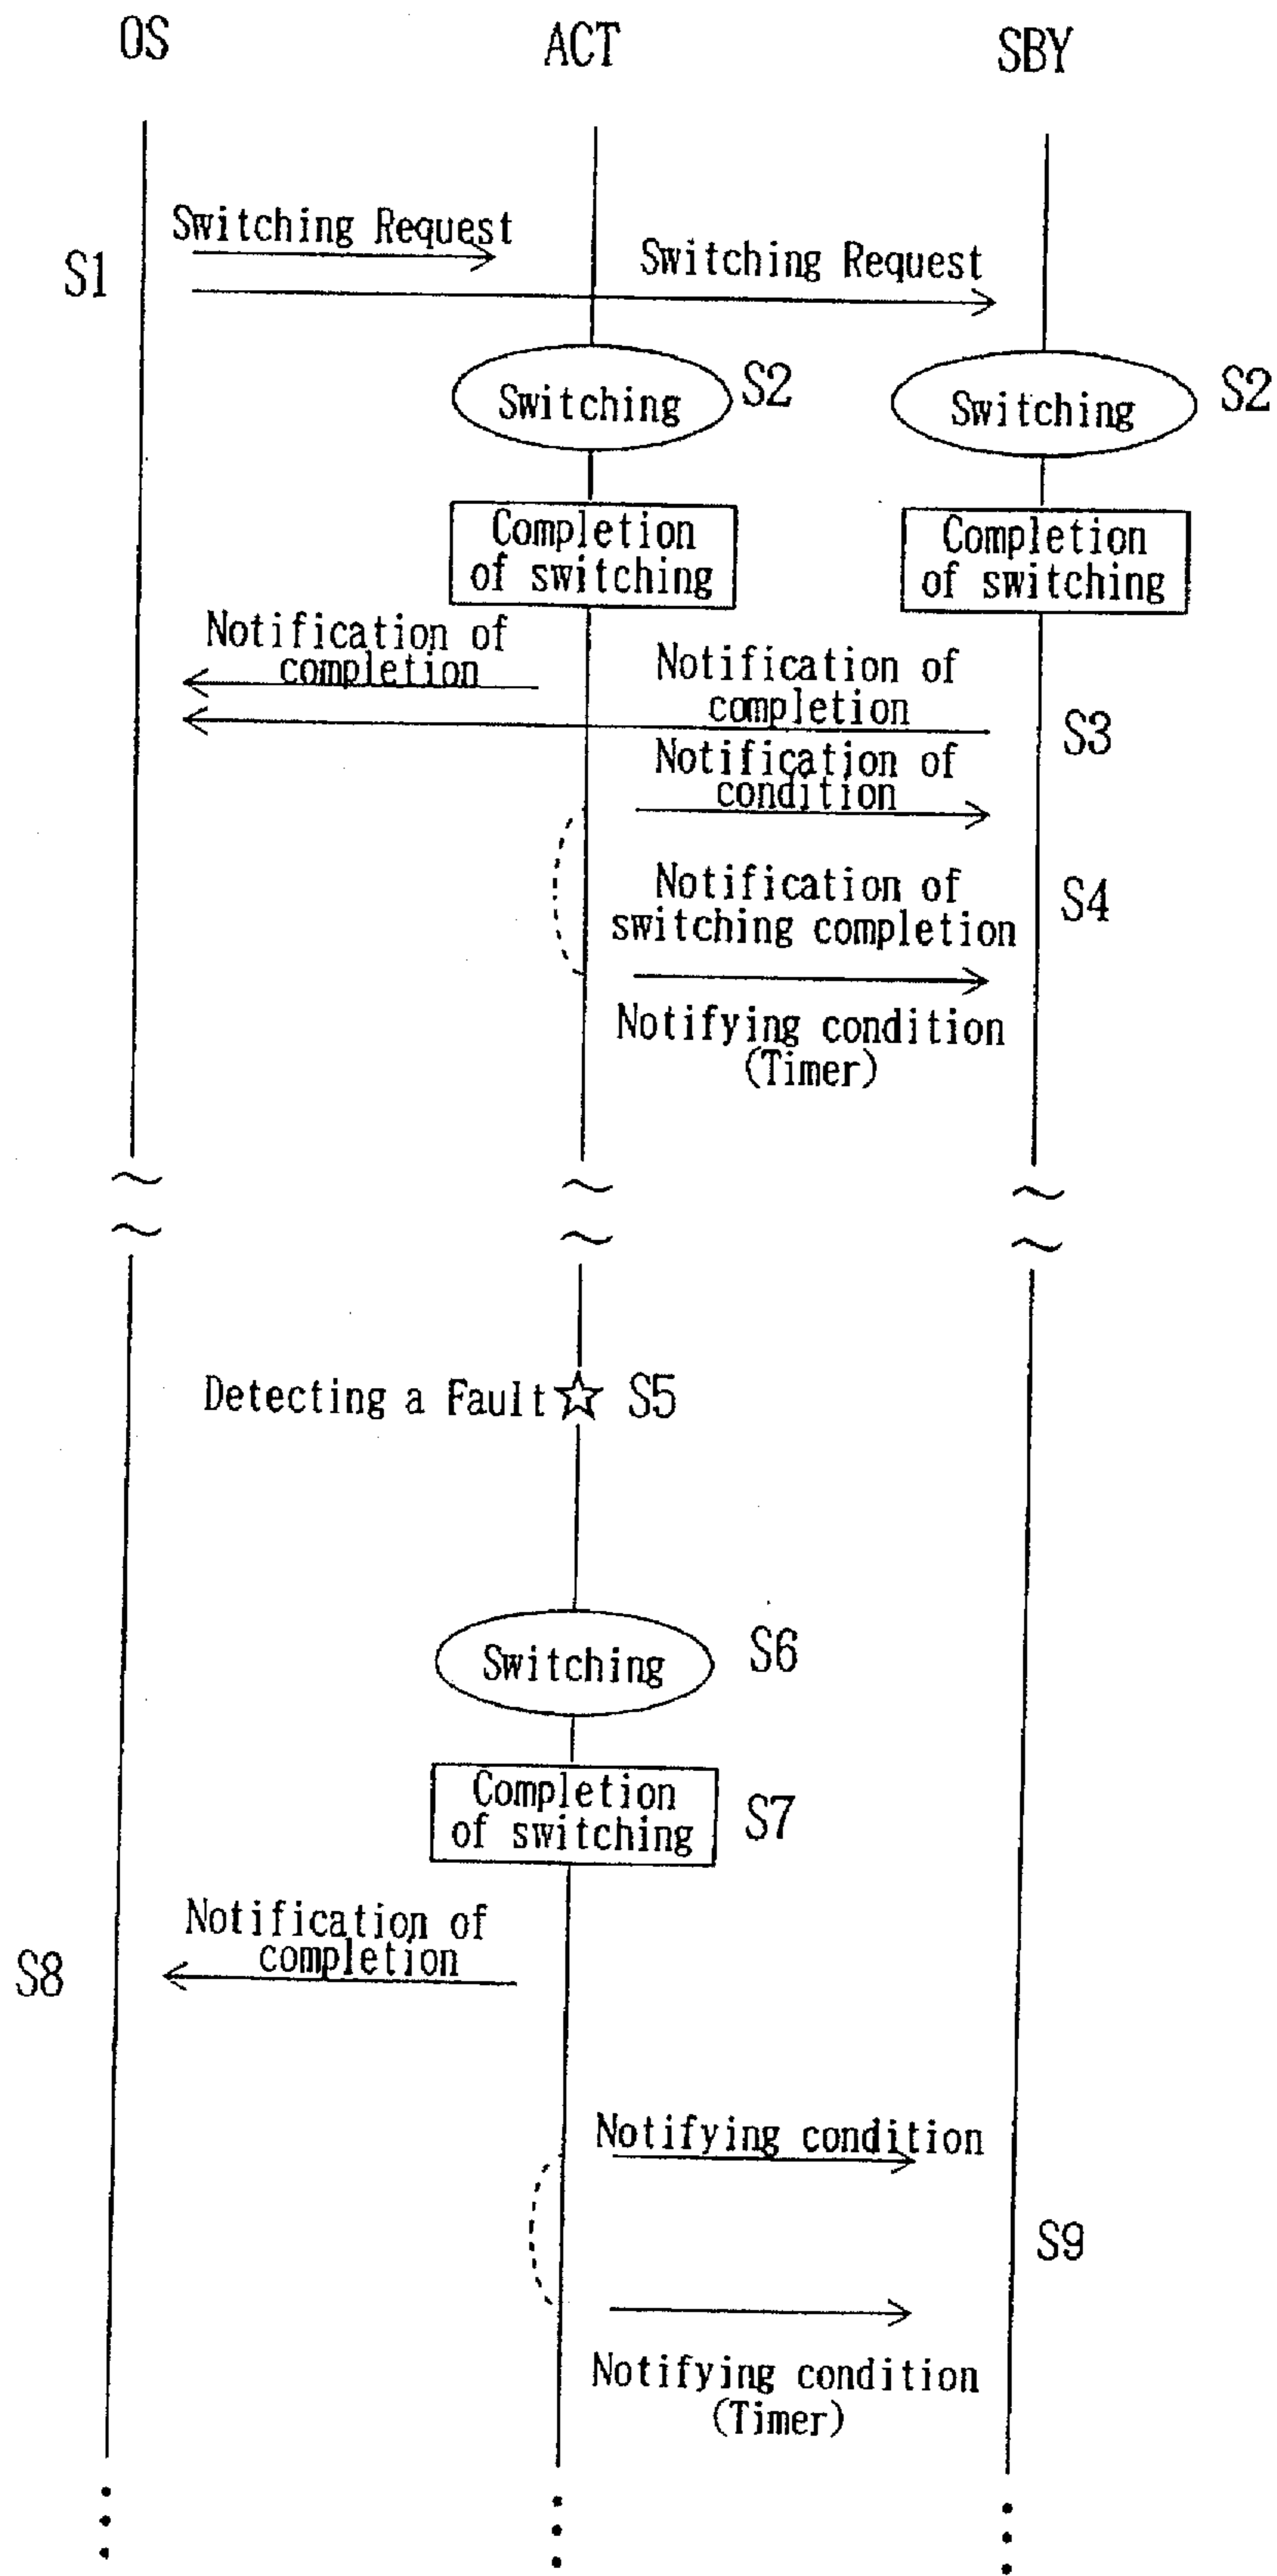 OS
ACT
SBY
Switching Request
S1
Switching Request
Switching
S2
Switching
S2
Completion
of switching
Completion
of switching
Notification of
completion
Notification of
completion
S3
Notification of
condition
Notification of
switching completion
S4
Notifying condition
(Timer)
Detecting a Fault
S5
Switching
S6
Completion
of switching
S7
Notification of
completion
S8
Notifying condition
S9
Notifying condition
(Timer)